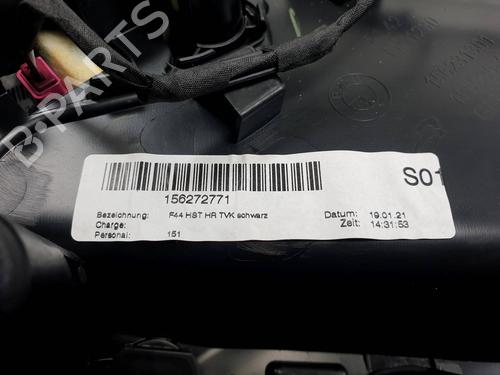 B-PARTS
S01
156272771
Bezeichnung: F44 HST HR TVK schwarz
Datum: 19.01.21
Charge:
Zeit: 14:31:53
Personal: 151